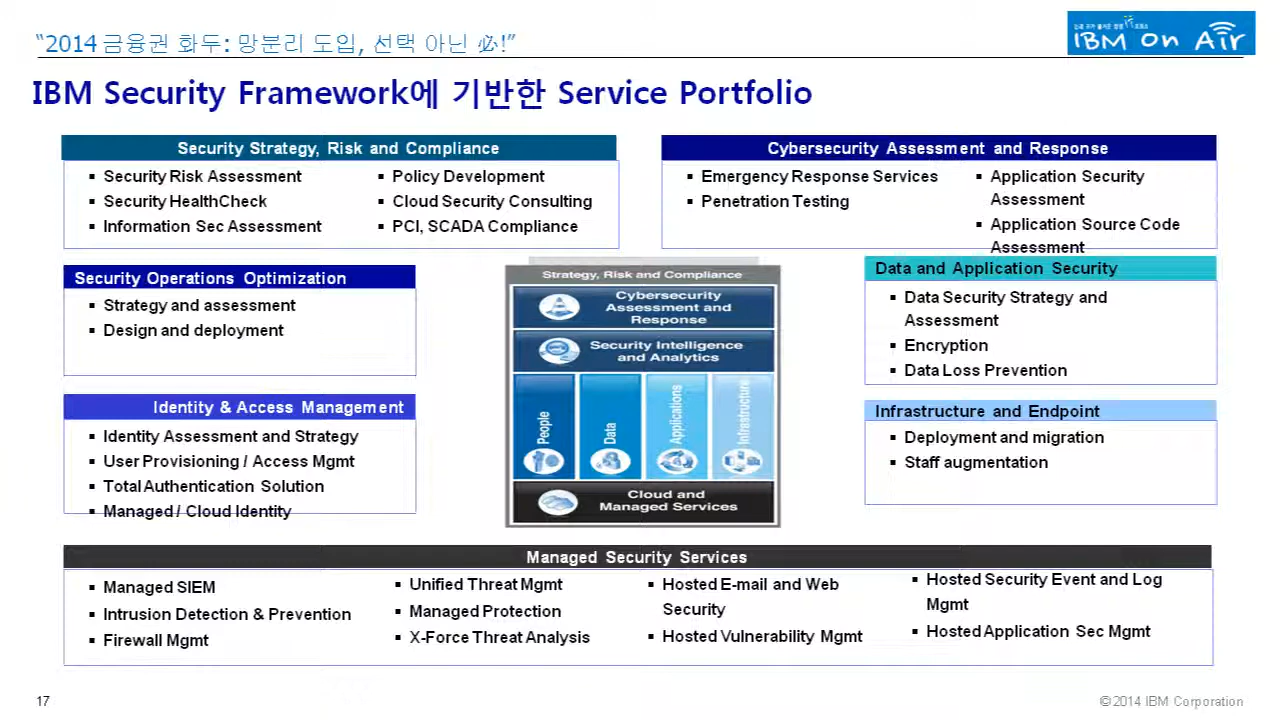 “2014 금융권 화두: 망분리 도입, 선택 아닌 必!”
IBM on AiR
IBM Security Framework에 기반한 Service Portfolio
Security Strategy, Risk and Compliance
▪ Security Risk Assessment
▪ Security HealthCheck
▪ Information Sec Assessment
▪ Policy Development
▪ Cloud Security Consulting
▪ PCI, SCADA Compliance
Cybersecurity Assessment and Response
▪ Emergency Response Services
▪ Penetration Testing
▪ Application Security
Assessment
▪ Application Source Code
Assessment
Security Operations Optimization
▪ Strategy and assessment
▪ Design and deployment
Identity & Access Management
▪ Identity Assessment and Strategy
▪ User Provisioning / Access Mgmt
▪ Total Authentication Solution
▪ Managed / Cloud Identity
Strategy, Risk and Compliance
Cybersecurity
Assessment and
Response
Security Intelligence
and Analytics
People
Data
Applications
Infrastructure
Cloud and
Managed Services
Data and Application Security
▪ Data Security Strategy and
Assessment
▪ Encryption
▪ Data Loss Prevention
Infrastructure and Endpoint
▪ Deployment and migration
▪ Staff augmentation
Managed Security Services
▪ Managed SIEM
▪ Intrusion Detection & Prevention
▪ Firewall Mgmt
▪ Unified Threat Mgmt
▪ Managed Protection
▪ X-Force Threat Analysis
▪ Hosted E-mail and Web
Security
▪ Hosted Vulnerability Mgmt
▪ Hosted Security Event and Log
Mgmt
▪ Hosted Application Sec Mgmt
17
© 2014 IBM Corporation